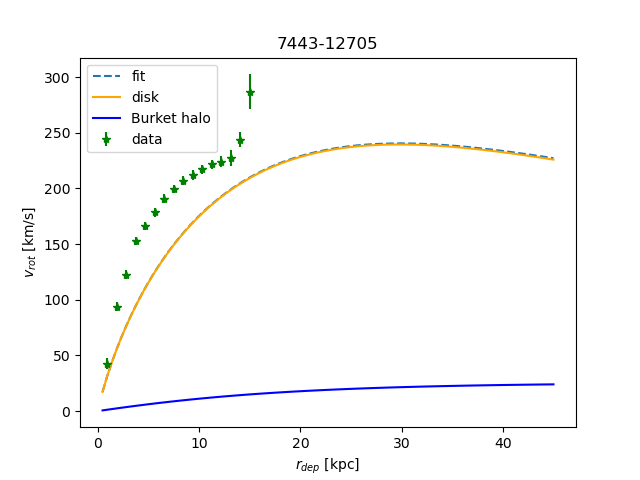 7443-12705
fit
disk
Burket halo
data
300
250
200
150
100
50
0
v_rot [km/s]
0 10 20 30 40
r_dep [kpc]